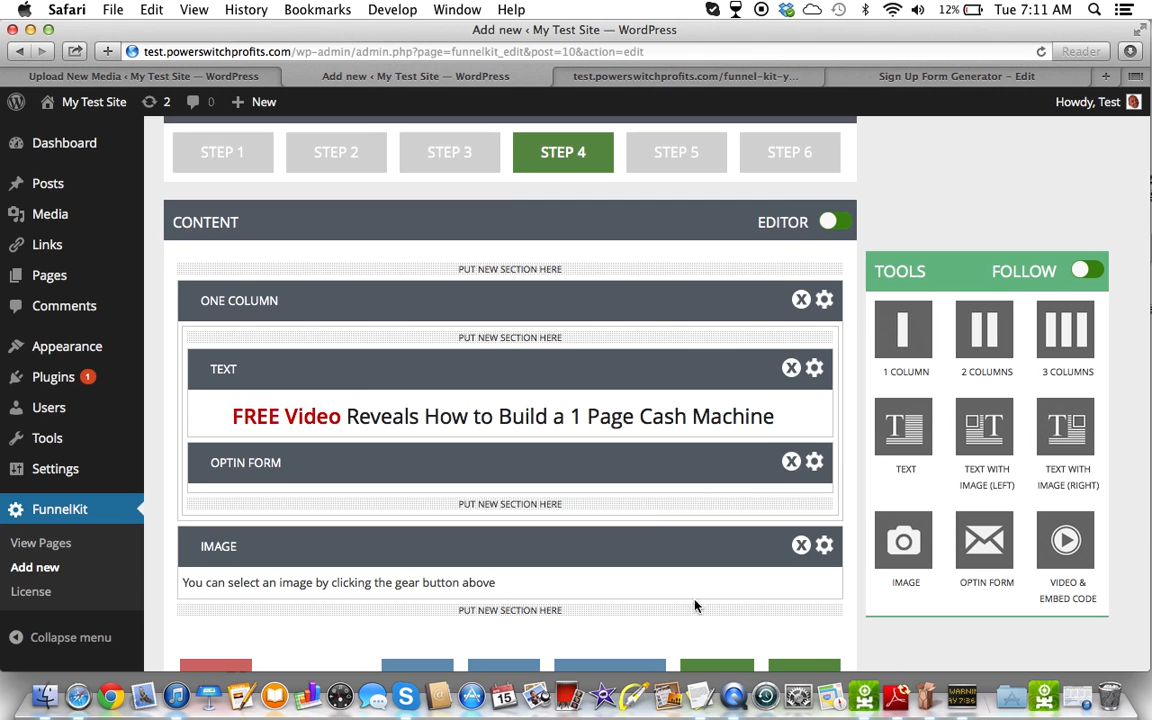 Safari File Edit View History Bookmarks Develop Window Help 12% Tue 7:11 AM
Add new ‹ My Test Site — WordPress
test.powerswitchprofits.com/wp-admin/admin.php?page=funnelkit_edit&post=10&action=edit Reader
Upload New Media ‹ My Test Site — WordPress Add new ‹ My Test Site — WordPress test.powerswitchprofits.com/funnel-kit-y... Sign Up Form Generator – Edit
My Test Site 2 0 New Howdy, Test
Dashboard
Posts
Media
Links
Pages
Comments
Appearance
Plugins 1
Users
Tools
Settings
FunnelKit
View Pages
Add new
License
Collapse menu
STEP 1 STEP 2 STEP 3 STEP 4 STEP 5 STEP 6
CONTENT EDITOR
PUT NEW SECTION HERE
ONE COLUMN
PUT NEW SECTION HERE
TEXT
FREE Video Reveals How to Build a 1 Page Cash Machine
OPTIN FORM
PUT NEW SECTION HERE
IMAGE
You can select an image by clicking the gear button above
PUT NEW SECTION HERE
TOOLS FOLLOW
1 COLUMN 2 COLUMNS 3 COLUMNS
TEXT TEXT WITH IMAGE (LEFT) TEXT WITH IMAGE (RIGHT)
IMAGE OPTIN FORM VIDEO & EMBED CODE